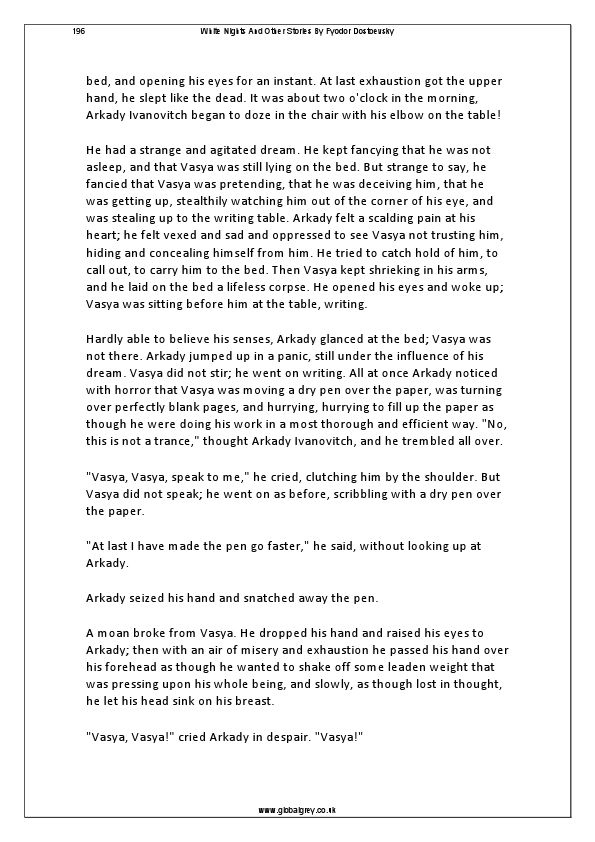 196 White Nights And Other Stories By Fyodor Dostoevsky
bed, and opening his eyes for an instant. At last exhaustion got the upper
hand, he slept like the dead. It was about two o'clock in the morning,
Arkady Ivanovitch began to doze in the chair with his elbow on the table!
He had a strange and agitated dream. He kept fancying that he was not
asleep, and that Vasya was still lying on the bed. But strange to say, he
fancied that Vasya was pretending, that he was deceiving him, that he
was getting up, stealthily watching him out of the corner of his eye, and
was stealing up to the writing table. Arkady felt a scalding pain at his
heart; he felt vexed and sad and oppressed to see Vasya not trusting him,
hiding and concealing himself from him. He tried to catch hold of him, to
call out, to carry him to the bed. Then Vasya kept shrieking in his arms,
and he laid on the bed a lifeless corpse. He opened his eyes and woke up;
Vasya was sitting before him at the table, writing.
Hardly able to believe his senses, Arkady glanced at the bed; Vasya was
not there. Arkady jumped up in a panic, still under the influence of his
dream. Vasya did not stir; he went on writing. All at once Arkady noticed
with horror that Vasya was moving a dry pen over the paper, was turning
over perfectly blank pages, and hurrying, hurrying to fill up the paper as
though he were doing his work in a most thorough and efficient way. "No,
this is not a trance," thought Arkady Ivanovitch, and he trembled all over.
"Vasya, Vasya, speak to me," he cried, clutching him by the shoulder. But
Vasya did not speak; he went on as before, scribbling with a dry pen over
the paper.
"At last I have made the pen go faster," he said, without looking up at
Arkady.
Arkady seized his hand and snatched away the pen.
A moan broke from Vasya. He dropped his hand and raised his eyes to
Arkady; then with an air of misery and exhaustion he passed his hand over
his forehead as though he wanted to shake off some leaden weight that
was pressing upon his whole being, and slowly, as though lost in thought,
he let his head sink on his breast.
"Vasya, Vasya!" cried Arkady in despair. "Vasya!"
www.globalgrey.co.uk